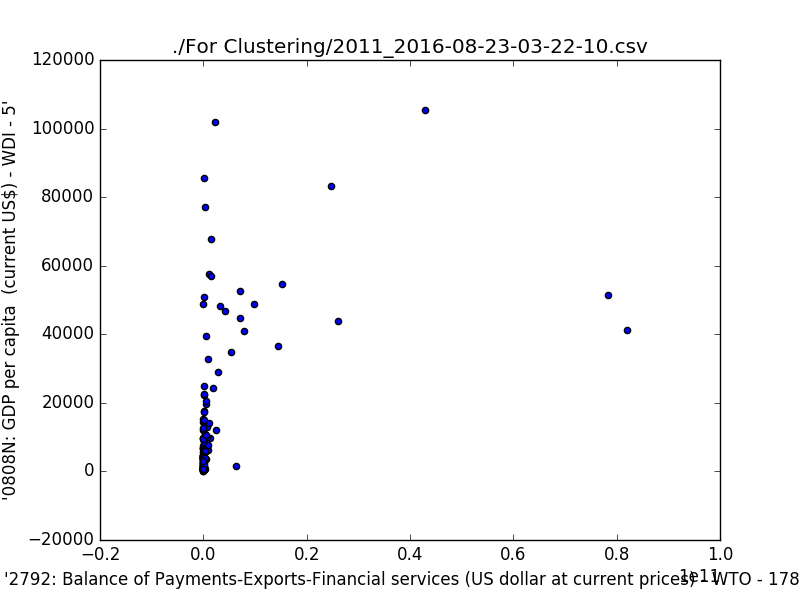 ./For Clustering/2011_2016-08-23-03-22-10.csv
120000
100000
80000
60000
40000
20000
0
−20000
'0808N: GDP per capita  (current US$) - WDI - 5'
−0.2 0.0 0.2 0.4 0.6 0.8 1.0
1e11
'2792: Balance of Payments-Exports-Financial services (US dollar at current prices) - WTO - 178